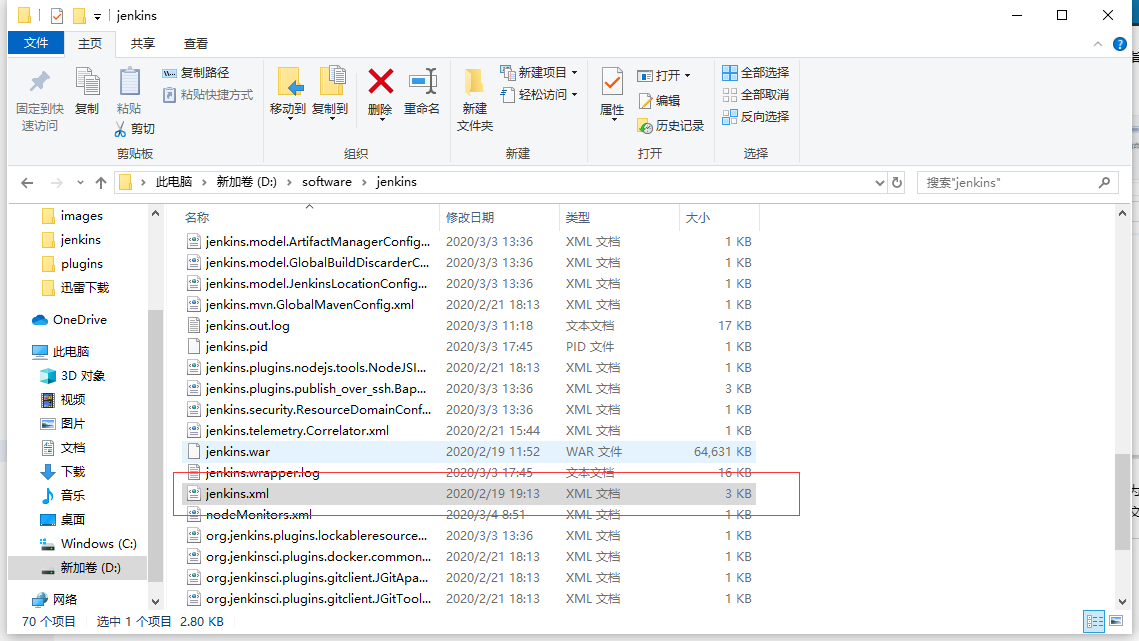 jenkins
文件 主页 共享 查看
固定到快速访问
复制
粘贴
复制路径
粘贴快捷方式
剪切
剪贴板
移动到
复制到
删除
重命名
组织
新建文件夹
新建项目
轻松访问
新建
属性
打开
编辑
历史记录
打开
全部选择
全部取消
反向选择
选择
此电脑 > 新加卷 (D:) > software > jenkins
搜索"jenkins"
images
jenkins
plugins
迅雷下载
OneDrive
此电脑
3D 对象
视频
图片
文档
下载
音乐
桌面
Windows (C:)
新加卷 (D:)
网络
名称 修改日期 类型 大小
jenkins.model.ArtifactManagerConfig... 2020/3/3 13:36 XML 文档 1 KB
jenkins.model.GlobalBuildDiscarderC... 2020/3/3 13:36 XML 文档 1 KB
jenkins.model.JenkinsLocationConfig... 2020/3/3 13:36 XML 文档 1 KB
jenkins.mvn.GlobalMavenConfig.xml 2020/2/21 18:13 XML 文档 1 KB
jenkins.out.log 2020/3/3 11:18 文本文档 17 KB
jenkins.pid 2020/3/3 17:45 PID 文件 1 KB
jenkins.plugins.nodejs.tools.NodeJSI... 2020/2/21 18:13 XML 文档 1 KB
jenkins.plugins.publish_over_ssh.Bap... 2020/3/3 13:36 XML 文档 3 KB
jenkins.security.ResourceDomainConf... 2020/3/3 13:36 XML 文档 1 KB
jenkins.telemetry.Correlator.xml 2020/2/21 15:44 XML 文档 1 KB
jenkins.war 2020/2/19 11:52 WAR 文件 64,631 KB
jenkins.wrapper.log 2020/3/3 17:45 文本文档 16 KB
jenkins.xml 2020/2/19 19:13 XML 文档 3 KB
nodeMonitors.xml 2020/3/4 8:51 XML 文档 1 KB
org.jenkins.plugins.lockableresource... 2020/3/3 13:36 XML 文档 1 KB
org.jenkinsci.plugins.docker.common... 2020/2/21 18:13 XML 文档 1 KB
org.jenkinsci.plugins.gitclient.JGitApa... 2020/2/21 18:13 XML 文档 1 KB
org.jenkinsci.plugins.gitclient.JGitTool... 2020/2/21 18:13 XML 文档 1 KB
70 个项目 选中 1 个项目 2.80 KB